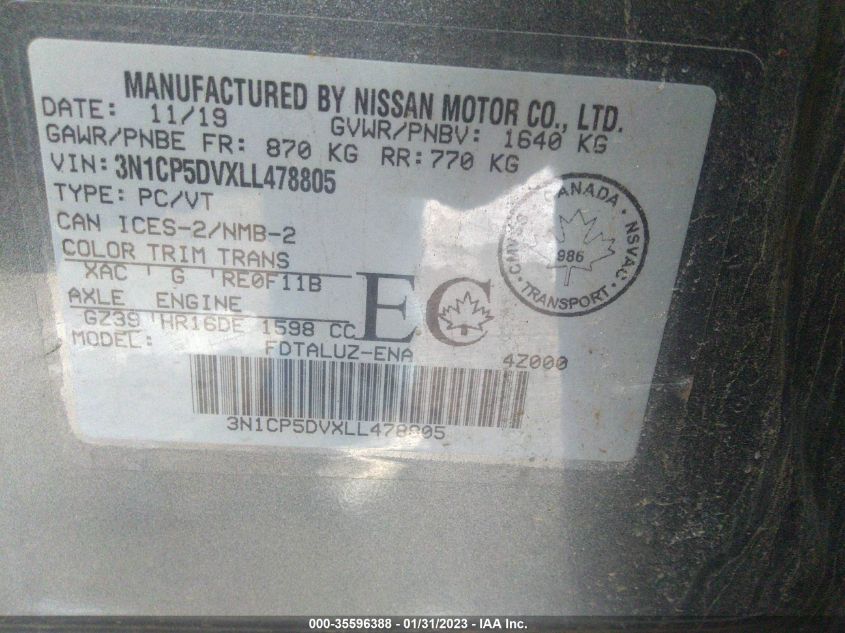 MANUFACTURED BY NISSAN MOTOR CO., LTD.
DATE: 11/19 GVWR/PNBV: 1640 KG
GAWR/PNBE FR: 870 KG RR: 770 KG
VIN: 3N1CP5DVXLL478805
TYPE: PC/VT
CAN ICES-2/NMB-2
COLOR TRIM TRANS
XAC G RE0F11B
AXLE ENGINE
GZ39 HR16DE 1598 CC
MODEL: FDTALUZ-ENA 4Z000
EC
CANADA · NSVAC · TRANSPORT · CMVSS
986
3N1CP5DVXLL478805
000-35596388 - 01/31/2023 - IAA Inc.